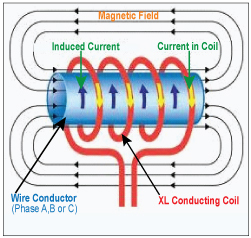 Magnetic Field
Induced Current
Current in Coil
Wire Conductor
(Phase A,B or C)
XL Conducting Coil